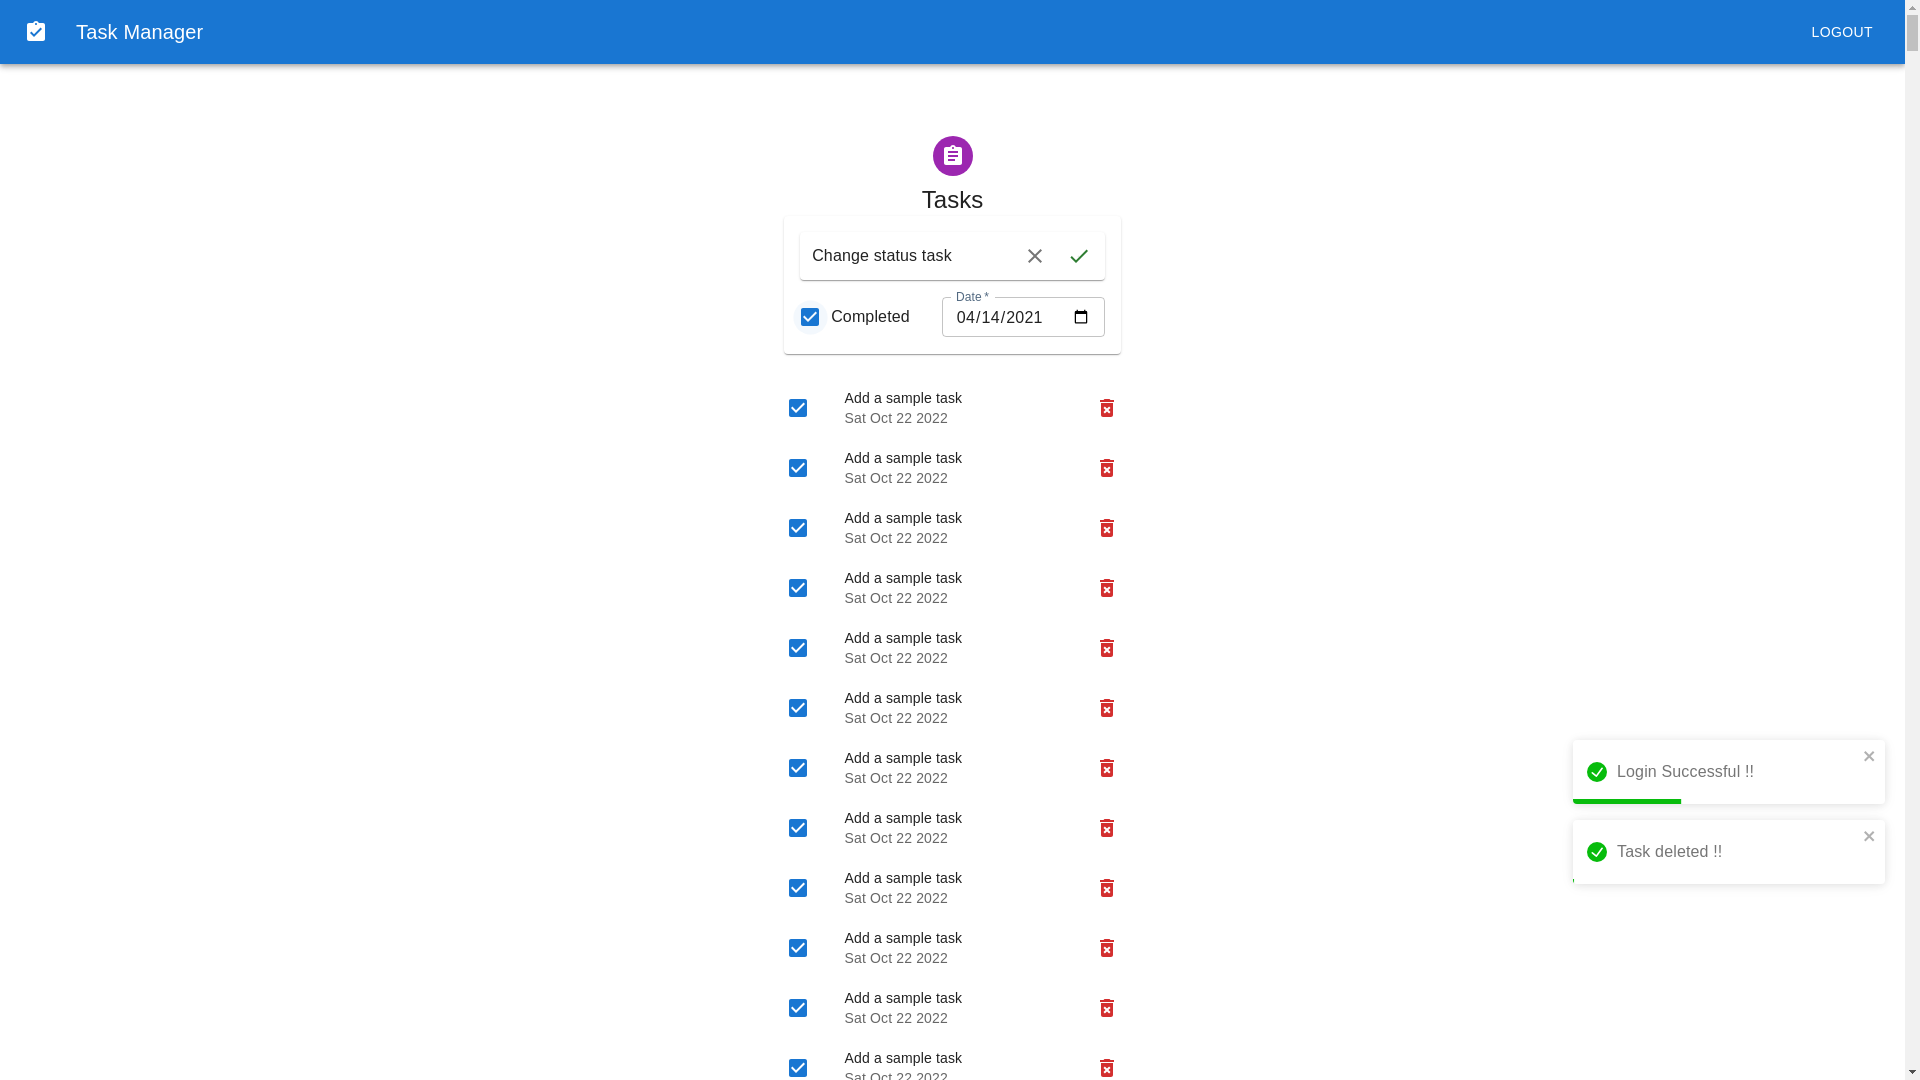 Task Manager
LOGOUT
Tasks
Change status task
Completed
Date *
04/14/2021
Add a sample task
Sat Oct 22 2022
Add a sample task
Sat Oct 22 2022
Add a sample task
Sat Oct 22 2022
Add a sample task
Sat Oct 22 2022
Add a sample task
Sat Oct 22 2022
Add a sample task
Sat Oct 22 2022
Add a sample task
Sat Oct 22 2022
Add a sample task
Sat Oct 22 2022
Add a sample task
Sat Oct 22 2022
Add a sample task
Sat Oct 22 2022
Add a sample task
Sat Oct 22 2022
Add a sample task
Sat Oct 22 2022
Login Successful !!
Task deleted !!